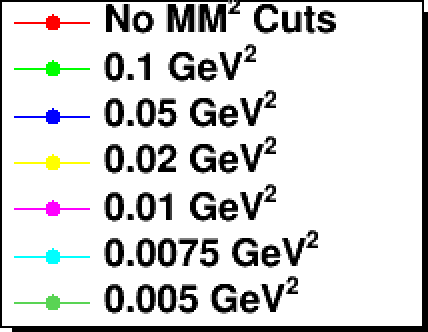 No MM² Cuts
0.1 GeV²
0.05 GeV²
0.02 GeV²
0.01 GeV²
0.0075 GeV²
0.005 GeV²